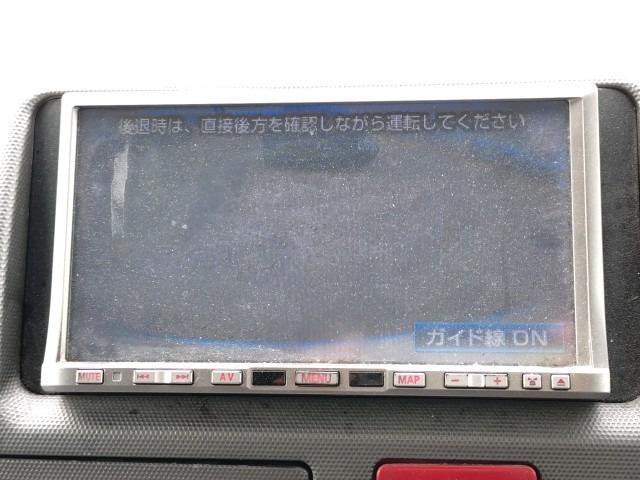 後退時は、直接後方を確認しながら運転してください
ガイド線 ON
MUTE AV MENU MAP − +